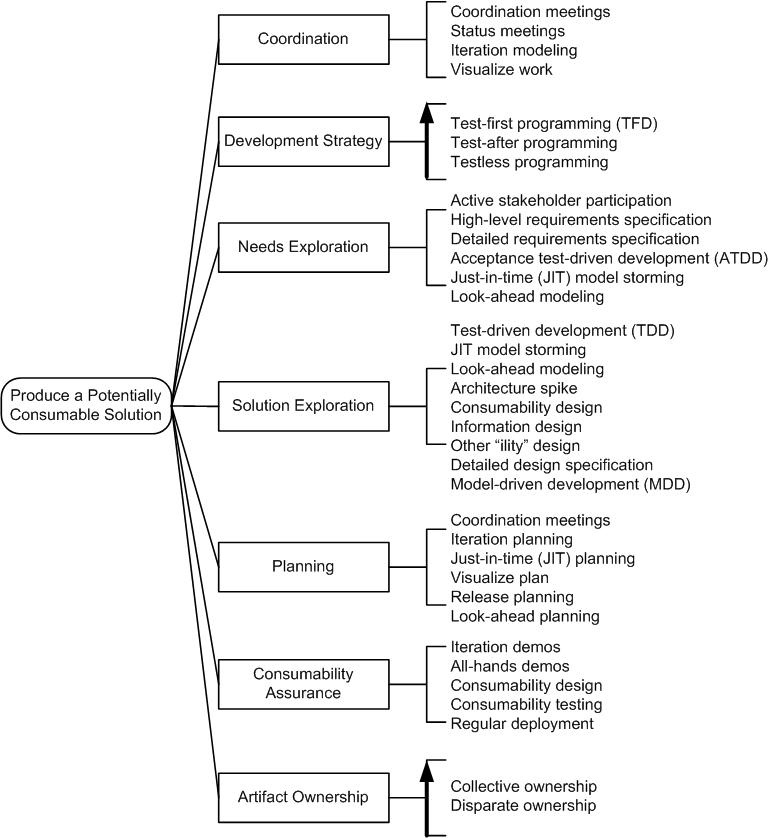 Produce a Potentially
Consumable Solution
Coordination
Coordination meetings
Status meetings
Iteration modeling
Visualize work
Development Strategy
Test-first programming (TFD)
Test-after programming
Testless programming
Needs Exploration
Active stakeholder participation
High-level requirements specification
Detailed requirements specification
Acceptance test-driven development (ATDD)
Just-in-time (JIT) model storming
Look-ahead modeling
Solution Exploration
Test-driven development (TDD)
JIT model storming
Look-ahead modeling
Architecture spike
Consumability design
Information design
Other “ility” design
Detailed design specification
Model-driven development (MDD)
Planning
Coordination meetings
Iteration planning
Just-in-time (JIT) planning
Visualize plan
Release planning
Look-ahead planning
Consumability
Assurance
Iteration demos
All-hands demos
Consumability design
Consumability testing
Regular deployment
Artifact Ownership
Collective ownership
Disparate ownership